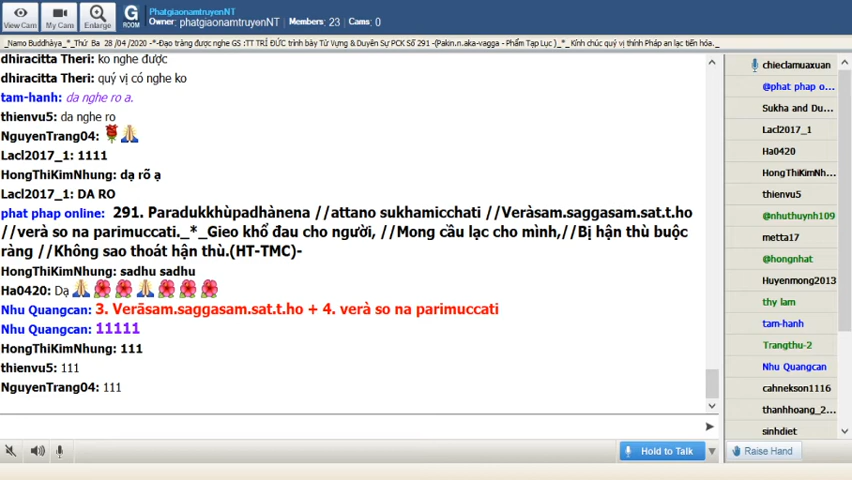 View Cam
My Cam
Enlarge
G ROOM
PhatgiaonamtruyenNT
Owner: phatgiaonamtruyenNT
Members: 23
Cams: 0
_Namo Buddhàya_*_Thứ Ba 28 /04 /2020 -*-Đạo tràng được nghe GS :TT TRÍ ĐỨC trình bày Từ Vựng & Duyên Sự PCK Số 291 -(Pakin.n.aka-vagga - Phẩm Tạp Lục )_*_ Kính chúc quý vị thính Pháp an lạc tiến hóa._
dhiracitta Theri: ko nghe được
dhiracitta Theri: quý vị có nghe ko
tam-hanh: da nghe ro a.
thienvu5: da nghe ro
NguyenTrang04:
Lacl2017_1: 1111
HongThiKimNhung: dạ rõ ạ
Lacl2017_1: DA RO
phat phap online: 291. Paradukkhùpadhànena //attano sukhamicchati //Veràsam.saggasam.sat.t.ho
//verà so na parimuccati._*_Gieo khổ đau cho người, //Mong cầu lạc cho mình,//Bị hận thù buộc
ràng //Không sao thoát hận thù.(HT-TMC)-
HongThiKimNhung: sadhu sadhu
Ha0420: Dạ
Nhu Quangcan: 3. Verāsam.saggasam.sat.t.ho + 4. verà so na parimuccati
Nhu Quangcan: 11111
HongThiKimNhung: 111
thienvu5: 111
NguyenTrang04: 111
chieclamuaxuan
@phat phap o...
Sukha and Du...
Lacl2017_1
Ha0420
HongThiKimNh...
thienvu5
@nhuthuynh109
metta17
@hongnhat
Huyenmong2013
thy lam
tam-hanh
Trangthu-2
Nhu Quangcan
cahnekson1116
thanhhoang_2...
sinhdiet
Hold to Talk
Raise Hand